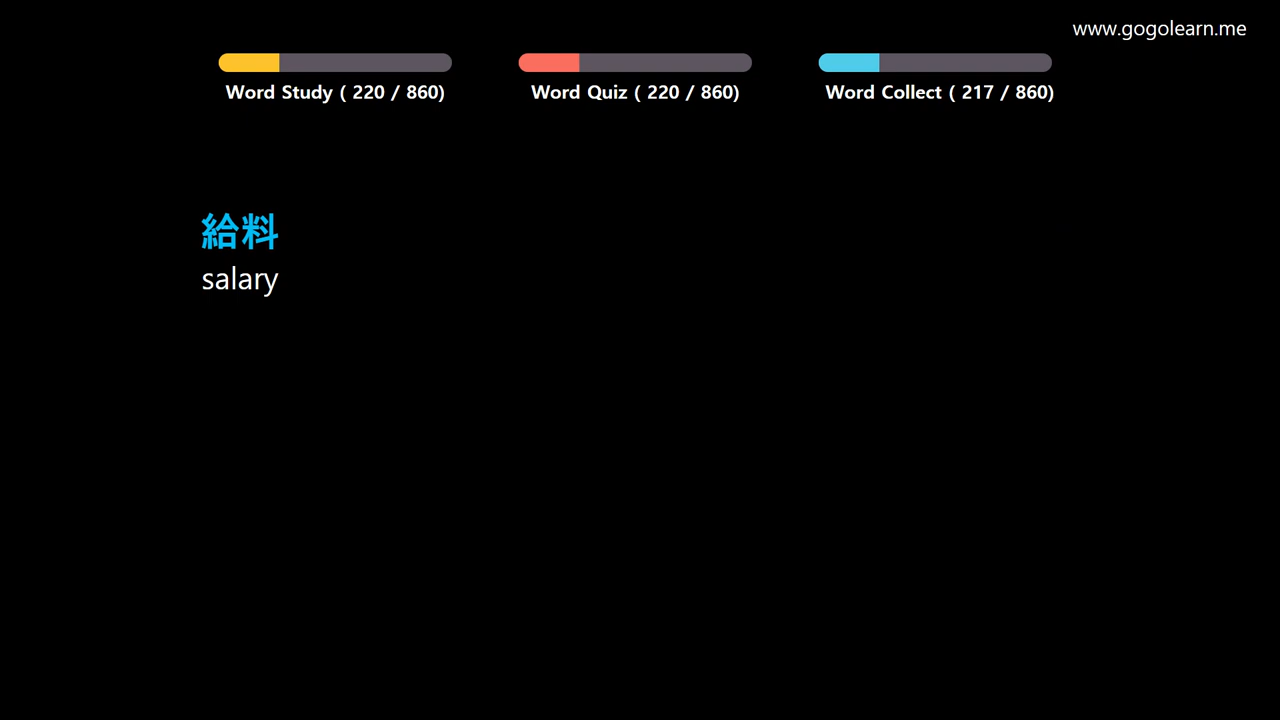 www.gogolearn.me
Word Study ( 220 / 860)
Word Quiz ( 220 / 860)
Word Collect ( 217 / 860)
給料
salary